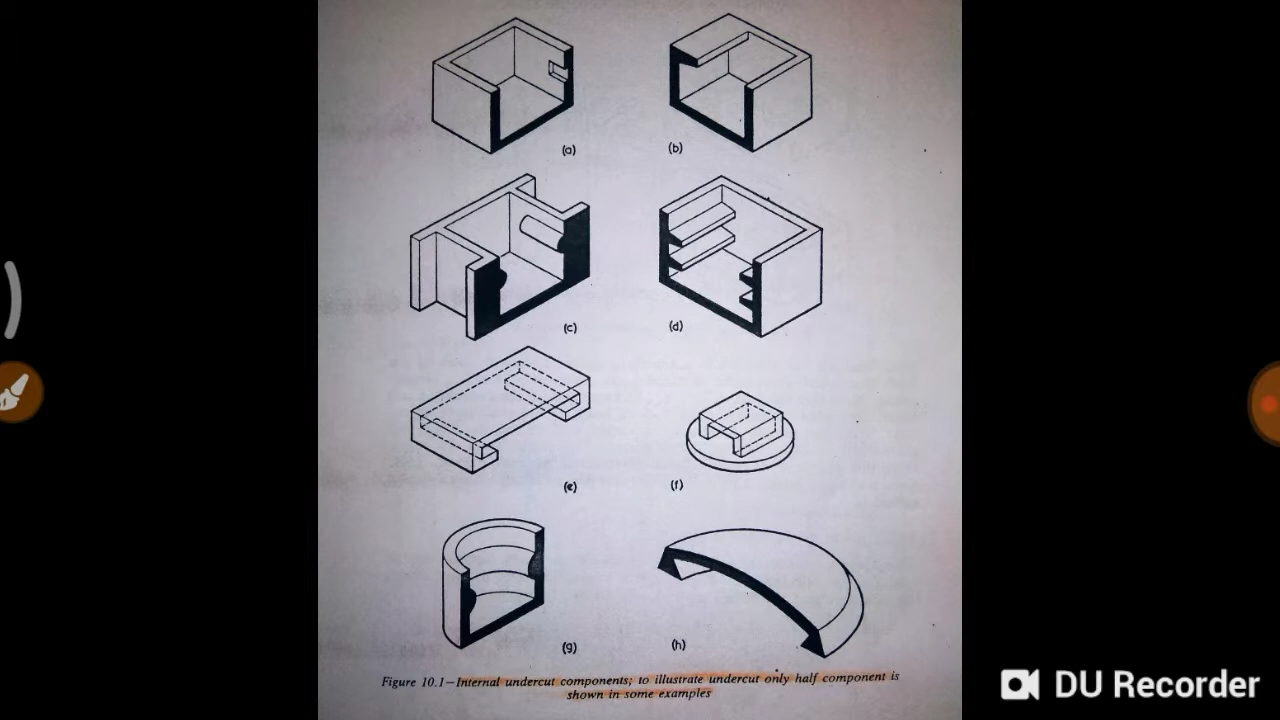 (a)
(b)
(c)
(d)
(e)
(f)
(g)
(h)
Figure 10.1—Internal undercut components; to illustrate undercut only half component is
shown in some examples
DU Recorder